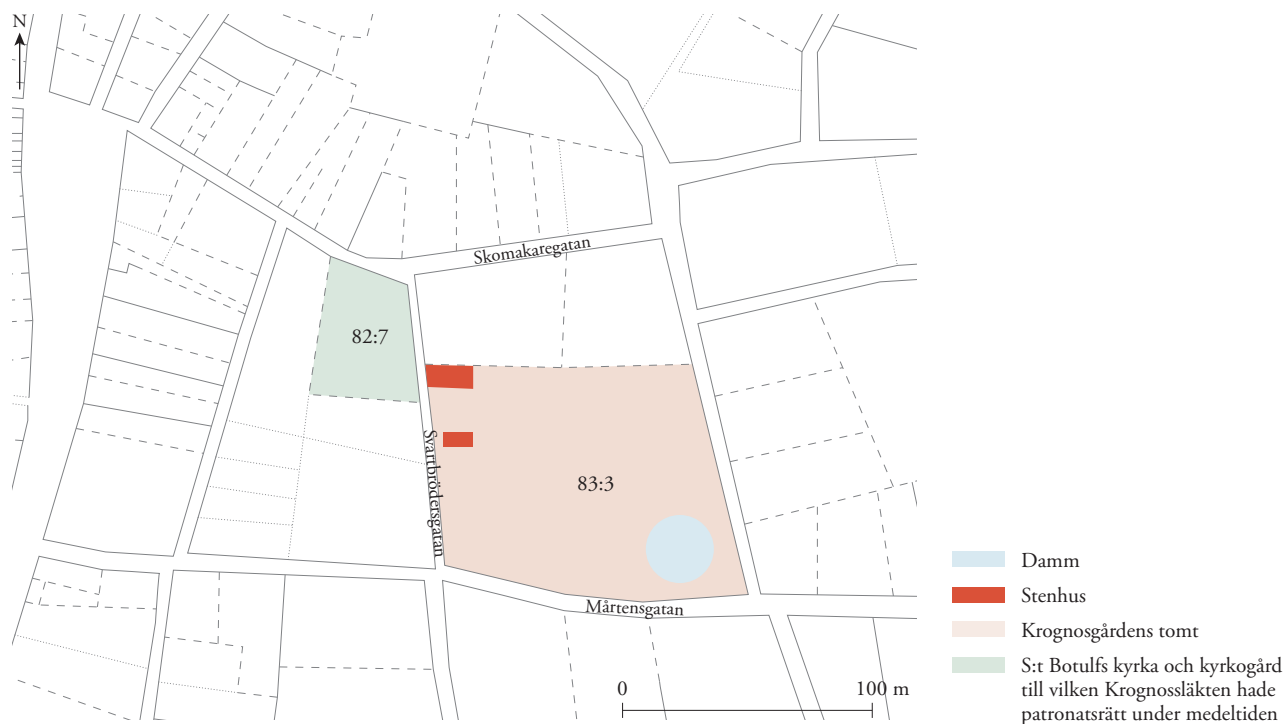 N
Skomakaregatan
82:7
Svartbrödersgatan
83:3
Mårtensgatan
0
100 m
Damm
Stenhus
Krognosgårdens tomt
S:t Botulfs kyrka och kyrkogård
till vilken Krognossläkten hade
patronatsrätt under medeltiden